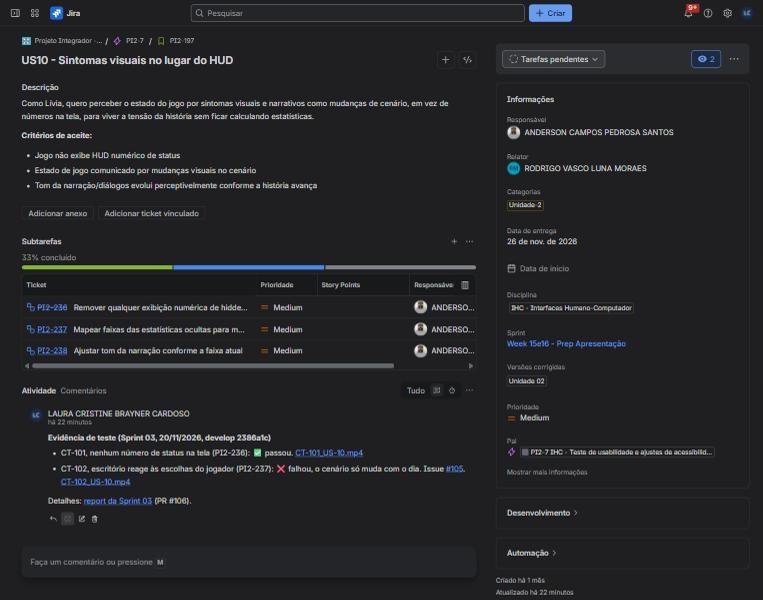 Jira
Pesquisar
Criar
9+
LC
Projeto Integrador -... / PI2-7 / PI2-197
US10 - Sintomas visuais no lugar do HUD
Descrição
Como Lívia, quero perceber o estado do jogo por sintomas visuais e narrativos como mudanças de cenário, em vez de
números na tela, para viver a tensão da história sem ficar calculando estatísticas.
Critérios de aceite:
• Jogo não exibe HUD numérico de status
• Estado de jogo comunicado por mudanças visuais no cenário
• Tom da narração/diálogos evolui perceptivelmente conforme a história avança
Adicionar anexo
Adicionar ticket vinculado
Subtarefas
33% concluído
Ticket Prioridade Story Points Responsáve
PI2-236 Remover qualquer exibição numérica de hidde... Medium ANDERSO...
PI2-237 Mapear faixas das estatísticas ocultas para m... Medium ANDERSO...
PI2-238 Ajustar tom da narração conforme a faixa atual Medium ANDERSO...
Atividade Comentários Tudo
LC
LAURA CRISTINE BRAYNER CARDOSO
há 22 minutos
Evidência de teste (Sprint 03, 20/11/2026, develop 2386a1c)
• CT-101, nenhum número de status na tela (PI2-236): ✅ passou. CT-101_US-10.mp4
• CT-102, escritório reage às escolhas do jogador (PI2-237): ❌ falhou, o cenário só muda com o dia. Issue #105.
CT-102_US-10.mp4
Detalhes: report da Sprint 03 (PR #106).
Faça um comentário ou pressione M
Tarefas pendentes
2
Informações
Responsável
ANDERSON CAMPOS PEDROSA SANTOS
Relator
RODRIGO VASCO LUNA MORAES
Categorias
Unidade-2
Data de entrega
26 de nov. de 2026
Data de início
Disciplina
IHC - Interfaces Humano-Computador
Sprint
Week 15e16 - Prep Apresentação
Versões corrigidas
Unidade 02
Prioridade
Medium
Pai
PI2-7 IHC - Teste de usabilidade e ajustes de acessibilid...
Mostrar mais informações
Desenvolvimento
Automação
Criado há 1 mês
Atualizado há 22 minutos